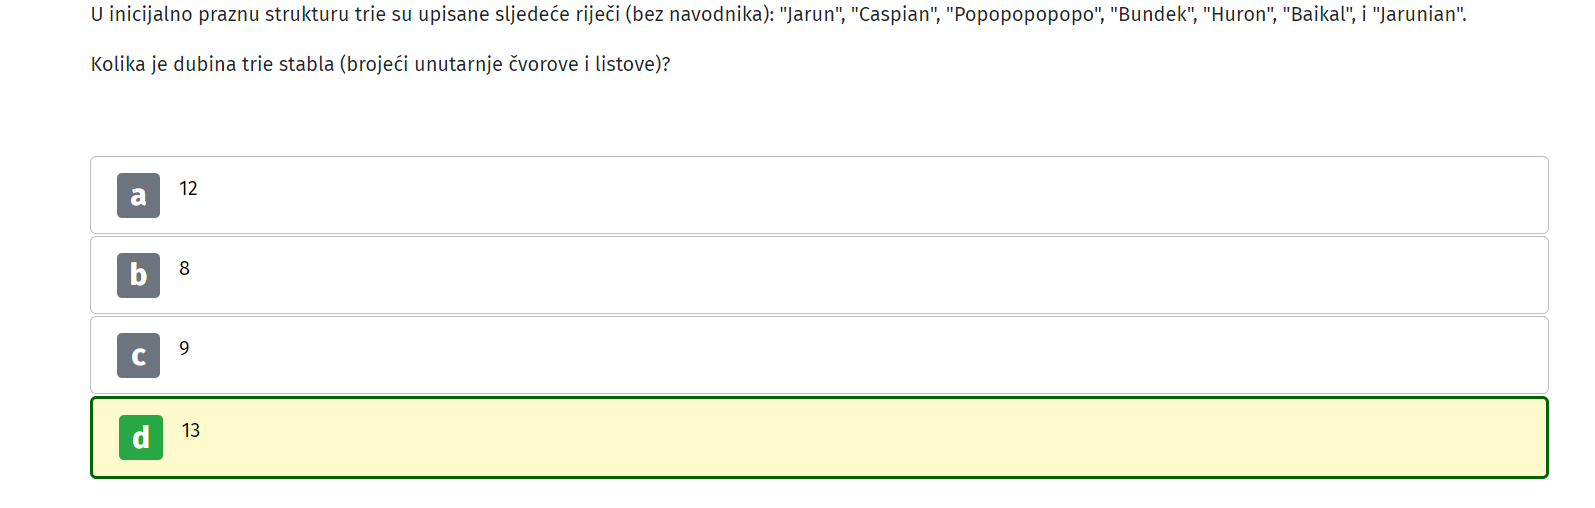 U inicijalno praznu strukturu trie su upisane sljedeće riječi (bez navodnika): "Jarun", "Caspian", "Popopopopopo", "Bundek", "Huron", "Baikal", i "Jarunian".
Kolika je dubina trie stabla (brojeći unutarnje čvorove i listove)?
a 12
b 8
c 9
d 13